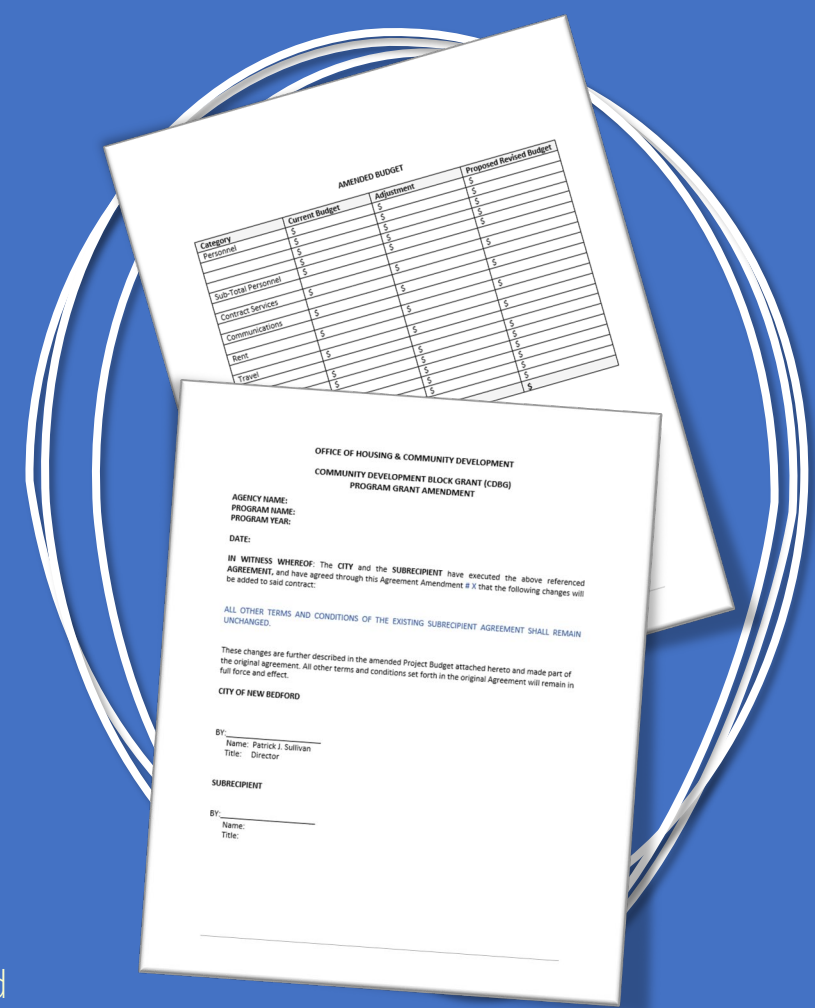 AMENDED BUDGET
Category Current Budget Adjustment Proposed Revised Budget
Personnel $ $ $
$ $ $
$ $ $
$ $ $
Sub-Total Personnel $ $ $
Contract Services
Communications $ $ $
$ $ $
Rent
$ $ $
Travel
$ $ $
$ $ $
$ $
$ $
$
$
OFFICE OF HOUSING & COMMUNITY DEVELOPMENT
COMMUNITY DEVELOPMENT BLOCK GRANT (CDBG)
PROGRAM GRANT AMENDMENT
AGENCY NAME:
PROGRAM NAME:
PROGRAM YEAR:
DATE:
IN WITNESS WHEREOF: The CITY and the SUBRECIPIENT have executed the above referenced
AGREEMENT, and have agreed through this Agreement Amendment # X that the following changes will
be added to said contract:
ALL OTHER TERMS AND CONDITIONS OF THE EXISTING SUBRECIPIENT AGREEMENT SHALL REMAIN
UNCHANGED.
These changes are further described in the amended Project Budget attached hereto and made part of
the original agreement. All other terms and conditions set forth in the original Agreement will remain in
full force and effect.
CITY OF NEW BEDFORD
BY:
Name: Patrick J. Sullivan
Title: Director
SUBRECIPIENT
BY:
Name:
Title: